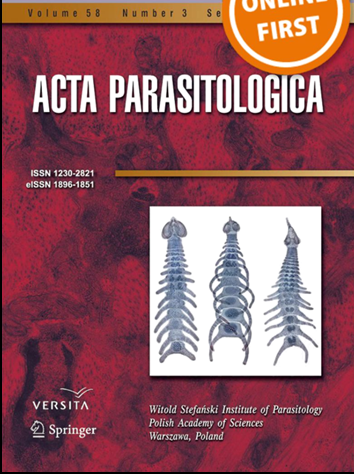 Volume 58 Number 3 Se
ONLINE
FIRST
ACTA PARASITOLOGICA
ISSN 1230-2821
eISSN 1896-1851
VERSITA
Springer
Witold Stefański Institute of Parasitology
Polish Academy of Sciences
Warszawa, Poland